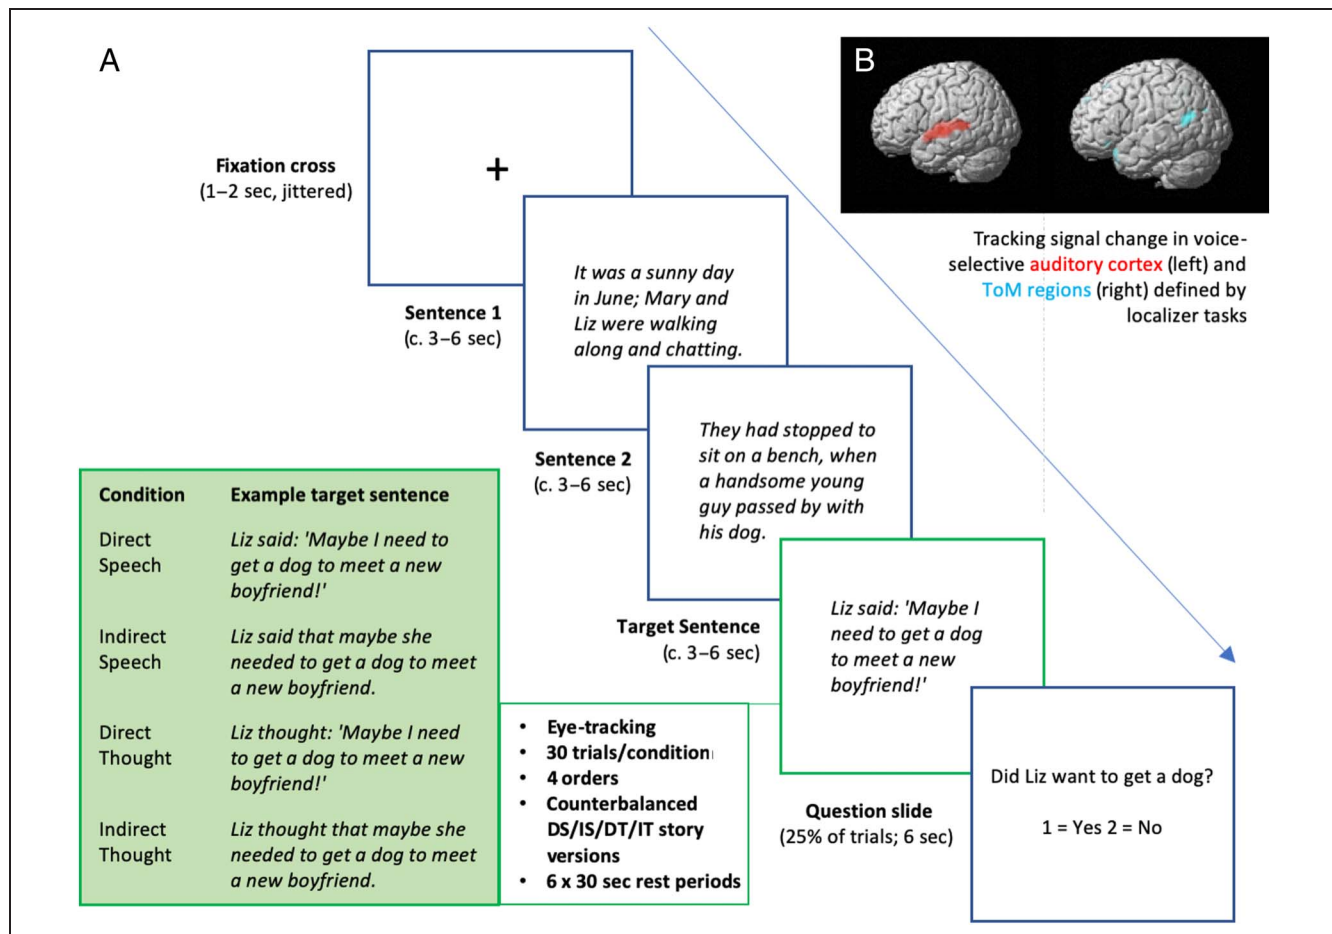 A
B
Fixation cross
(1–2 sec, jittered)
+
Tracking signal change in voice-
selective auditory cortex (left) and
ToM regions (right) defined by
localizer tasks
Sentence 1
(c. 3–6 sec)
It was a sunny day
in June; Mary and
Liz were walking
along and chatting.
Sentence 2
(c. 3–6 sec)
They had stopped to
sit on a bench, when
a handsome young
guy passed by with
his dog.
Target Sentence
(c. 3–6 sec)
Liz said: 'Maybe I
need to get a dog
to meet a new
boyfriend!'
Question slide
(25% of trials; 6 sec)
Did Liz want to get a dog?
1 = Yes 2 = No
Condition Example target sentence
Direct Liz said: 'Maybe I need to
Speech get a dog to meet a new
boyfriend!'
Indirect Liz said that maybe she
Speech needed to get a dog to meet
a new boyfriend.
Direct Liz thought: 'Maybe I need
Thought to get a dog to meet a new
boyfriend!'
Indirect Liz thought that maybe she
Thought needed to get a dog to meet
a new boyfriend.
• Eye-tracking
• 30 trials/condition
• 4 orders
• Counterbalanced
DS/IS/DT/IT story
versions
• 6 x 30 sec rest periods